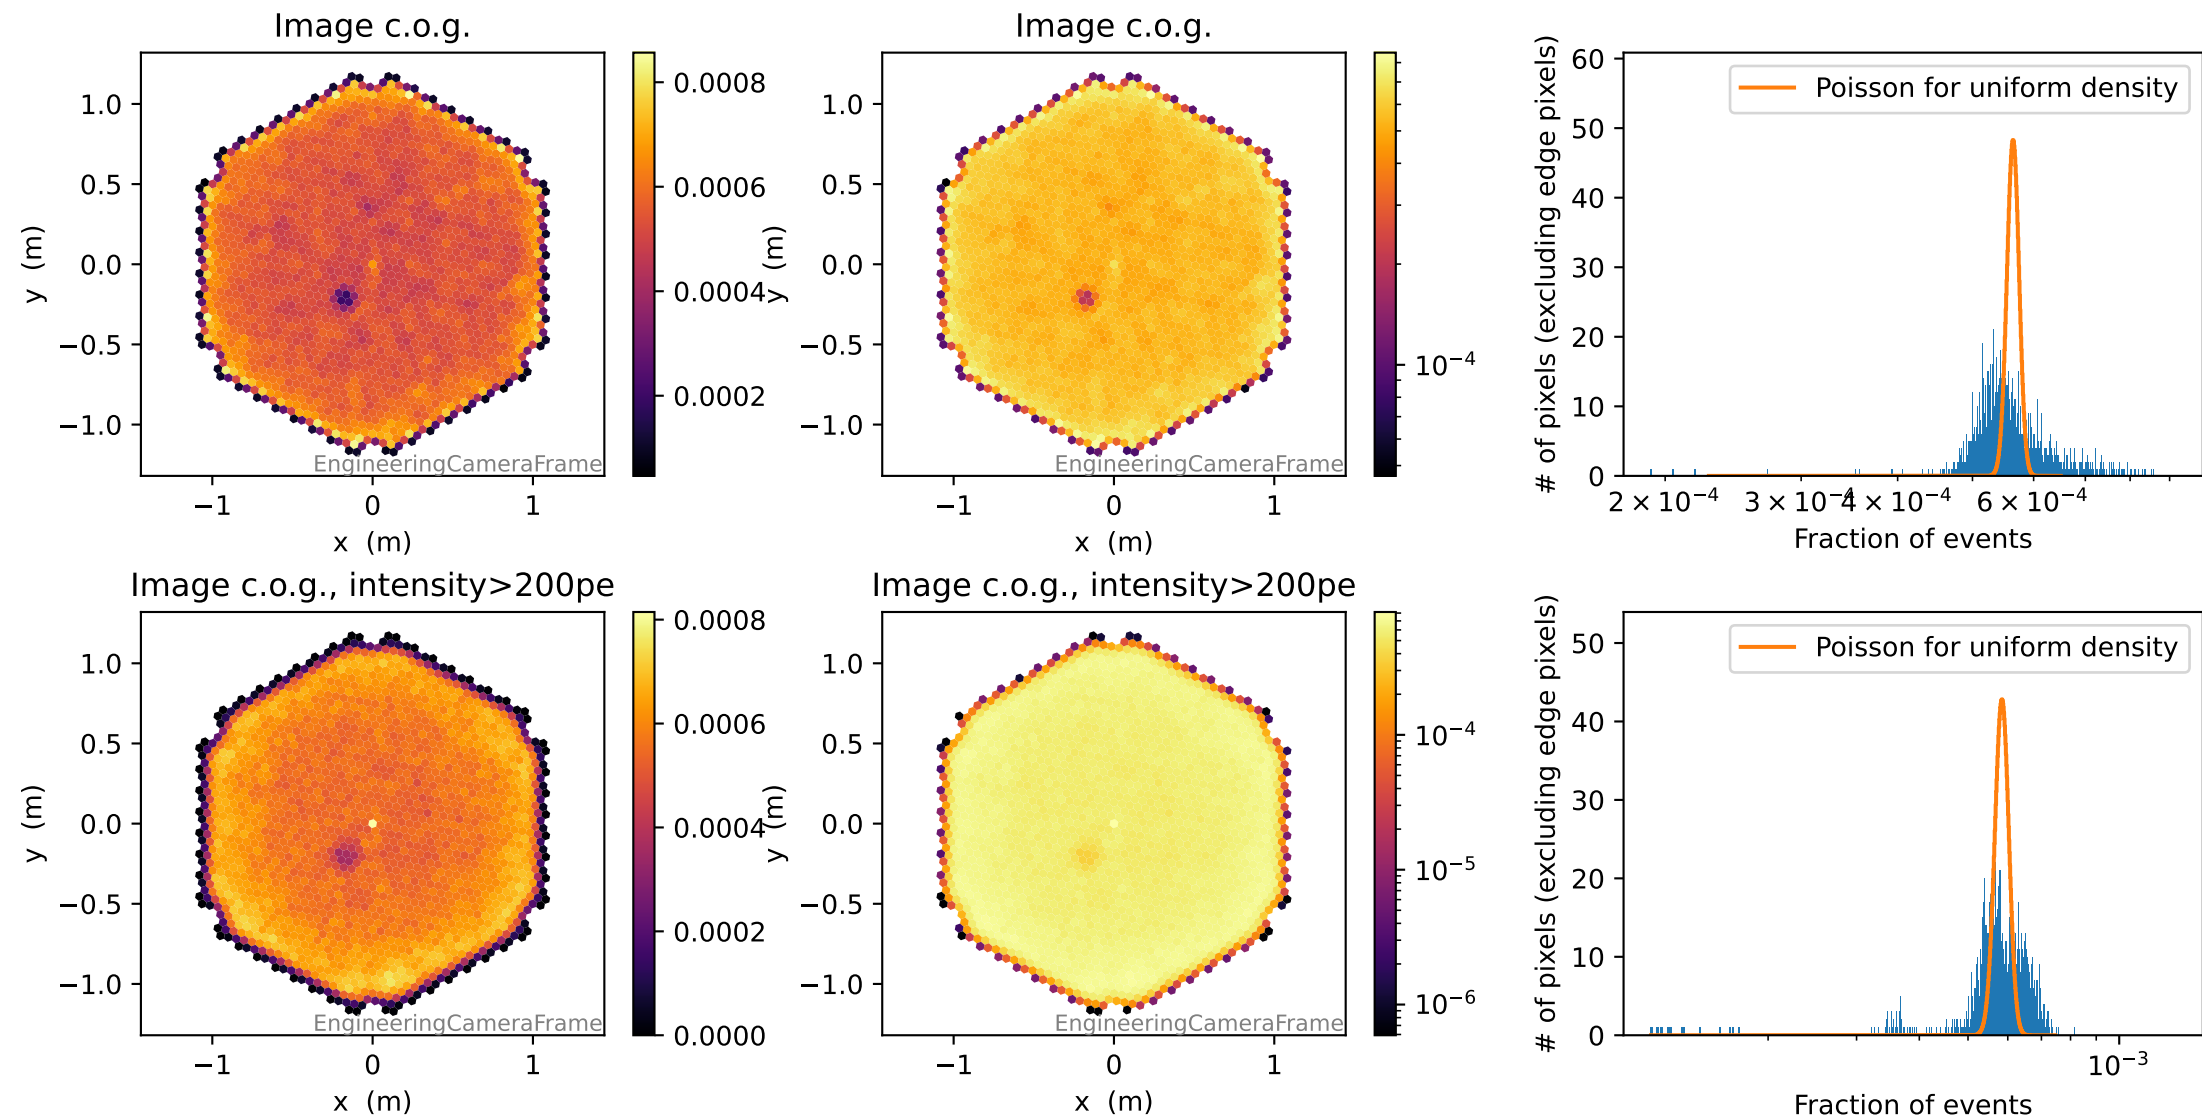 Image c.o.g.
y (m)
1.0
0.5
0.0
−0.5
−1.0
−1 0 1
x (m)
EngineeringCameraFrame
0.0008
0.0006
0.0004
0.0002
Image c.o.g.
y (m)
1.0
0.5
0.0
−0.5
−1.0
−1 0 1
x (m)
EngineeringCameraFrame
10⁻⁴
# of pixels (excluding edge pixels)
60
50
40
30
20
10
0
Poisson for uniform density
2 × 10⁻⁴ 3 × 10⁻⁴ 4 × 10⁻⁴ 6 × 10⁻⁴
Fraction of events
Image c.o.g., intensity>200pe
y (m)
1.0
0.5
0.0
−0.5
−1.0
−1 0 1
x (m)
EngineeringCameraFrame
0.0008
0.0006
0.0004
0.0002
0.0000
Image c.o.g., intensity>200pe
y (m)
1.0
0.5
0.0
−0.5
−1.0
−1 0 1
x (m)
EngineeringCameraFrame
10⁻⁴
10⁻⁵
10⁻⁶
# of pixels (excluding edge pixels)
50
40
30
20
10
0
Poisson for uniform density
10⁻³
Fraction of events